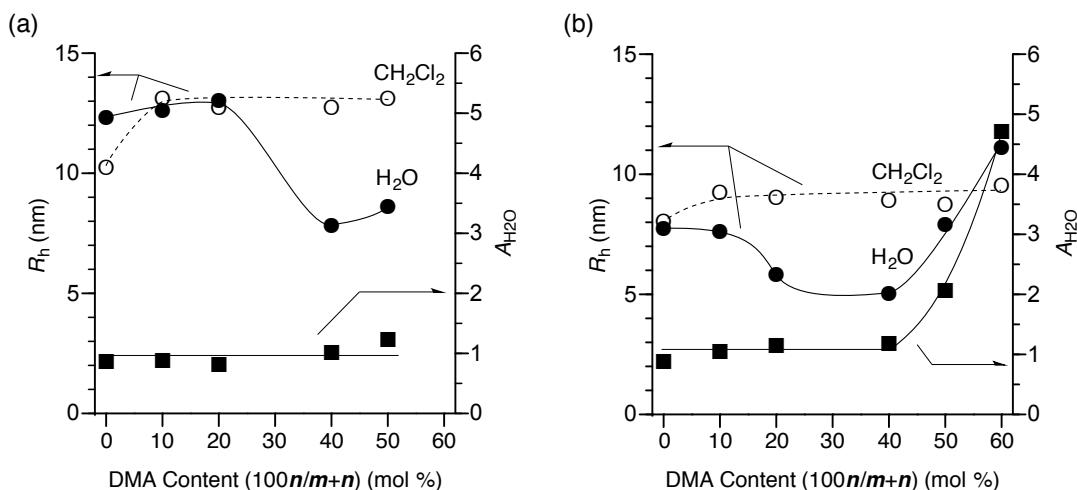 (a)
15
10
5
0
R_h (nm)
6
5
4
3
2
1
0
A_H2O
CH₂Cl₂
H₂O
0 10 20 30 40 50 60
DMA Content (100n/m+n) (mol %)
(b)
15
10
5
0
R_h (nm)
6
5
4
3
2
1
0
A_H2O
CH₂Cl₂
H₂O
0 10 20 30 40 50 60
DMA Content (100n/m+n) (mol %)